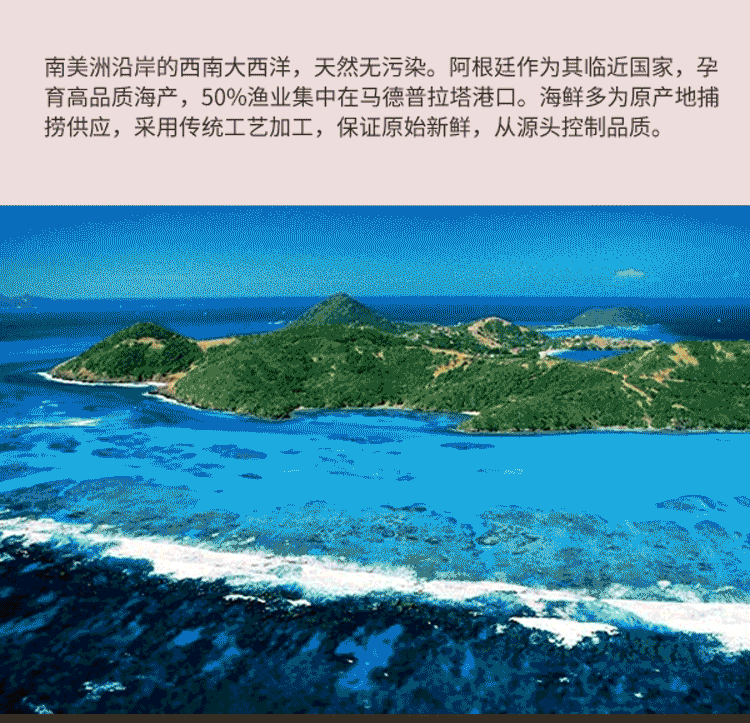 南美洲沿岸的西南大西洋，天然无污染。阿根廷作为其临近国家，孕
育高品质海产，50%渔业集中在马德普拉塔港口。海鲜多为原产地捕
捞供应，采用传统工艺加工，保证原始新鲜，从源头控制品质。